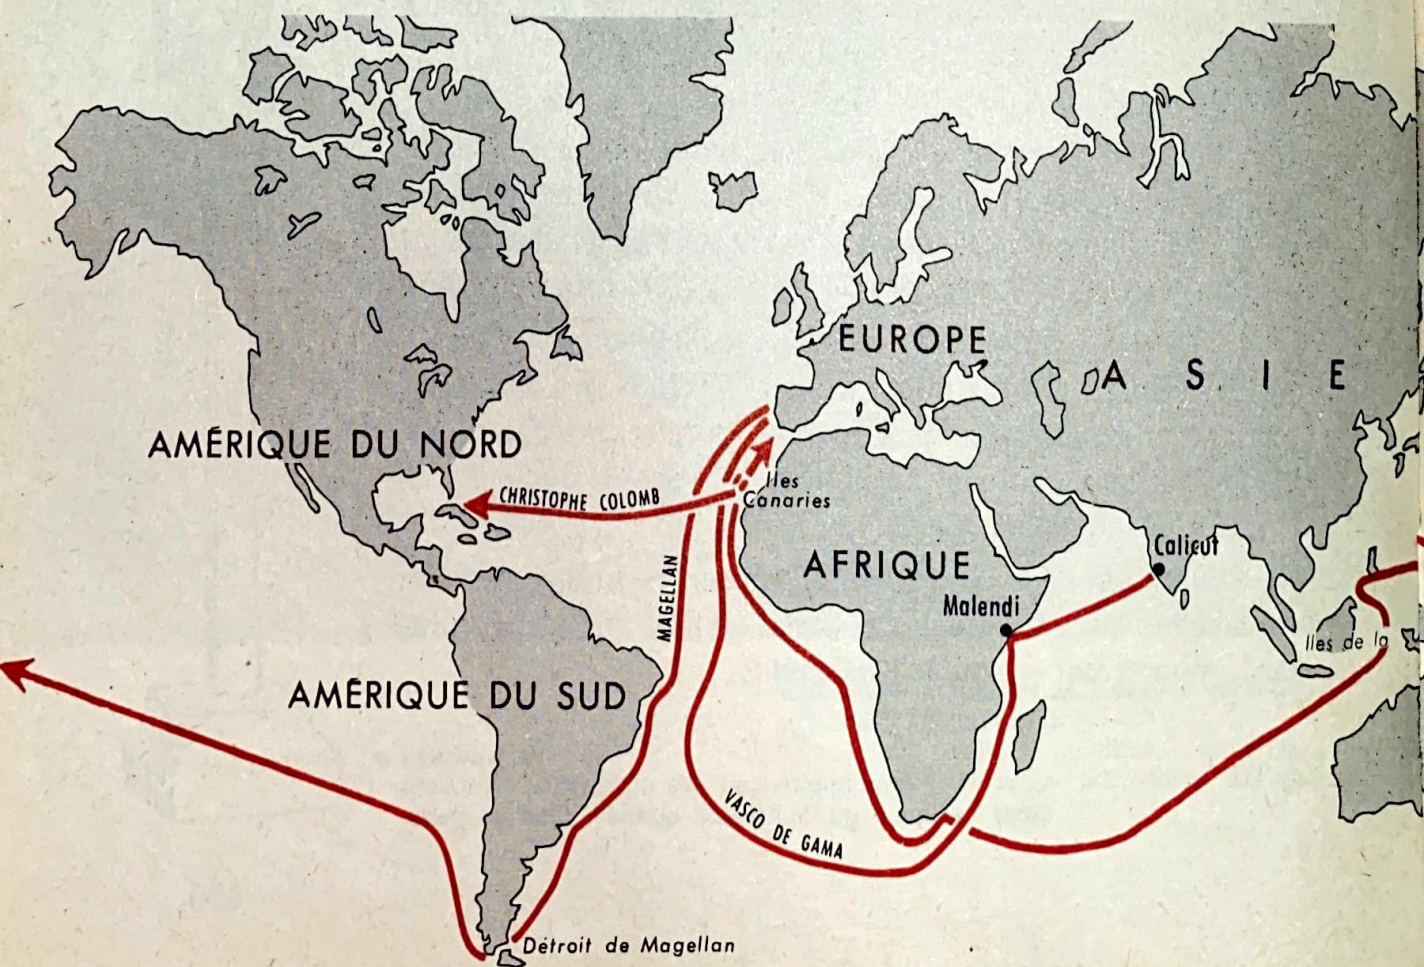 EUROPE
ASIE
AMÉRIQUE DU NORD
CHRISTOPHE COLOMB
Iles
Canaries
AFRIQUE
Calicut
Malendi
MAGELLAN
Iles de la
AMÉRIQUE DU SUD
VASCO DE GAMA
Détroit de Magellan